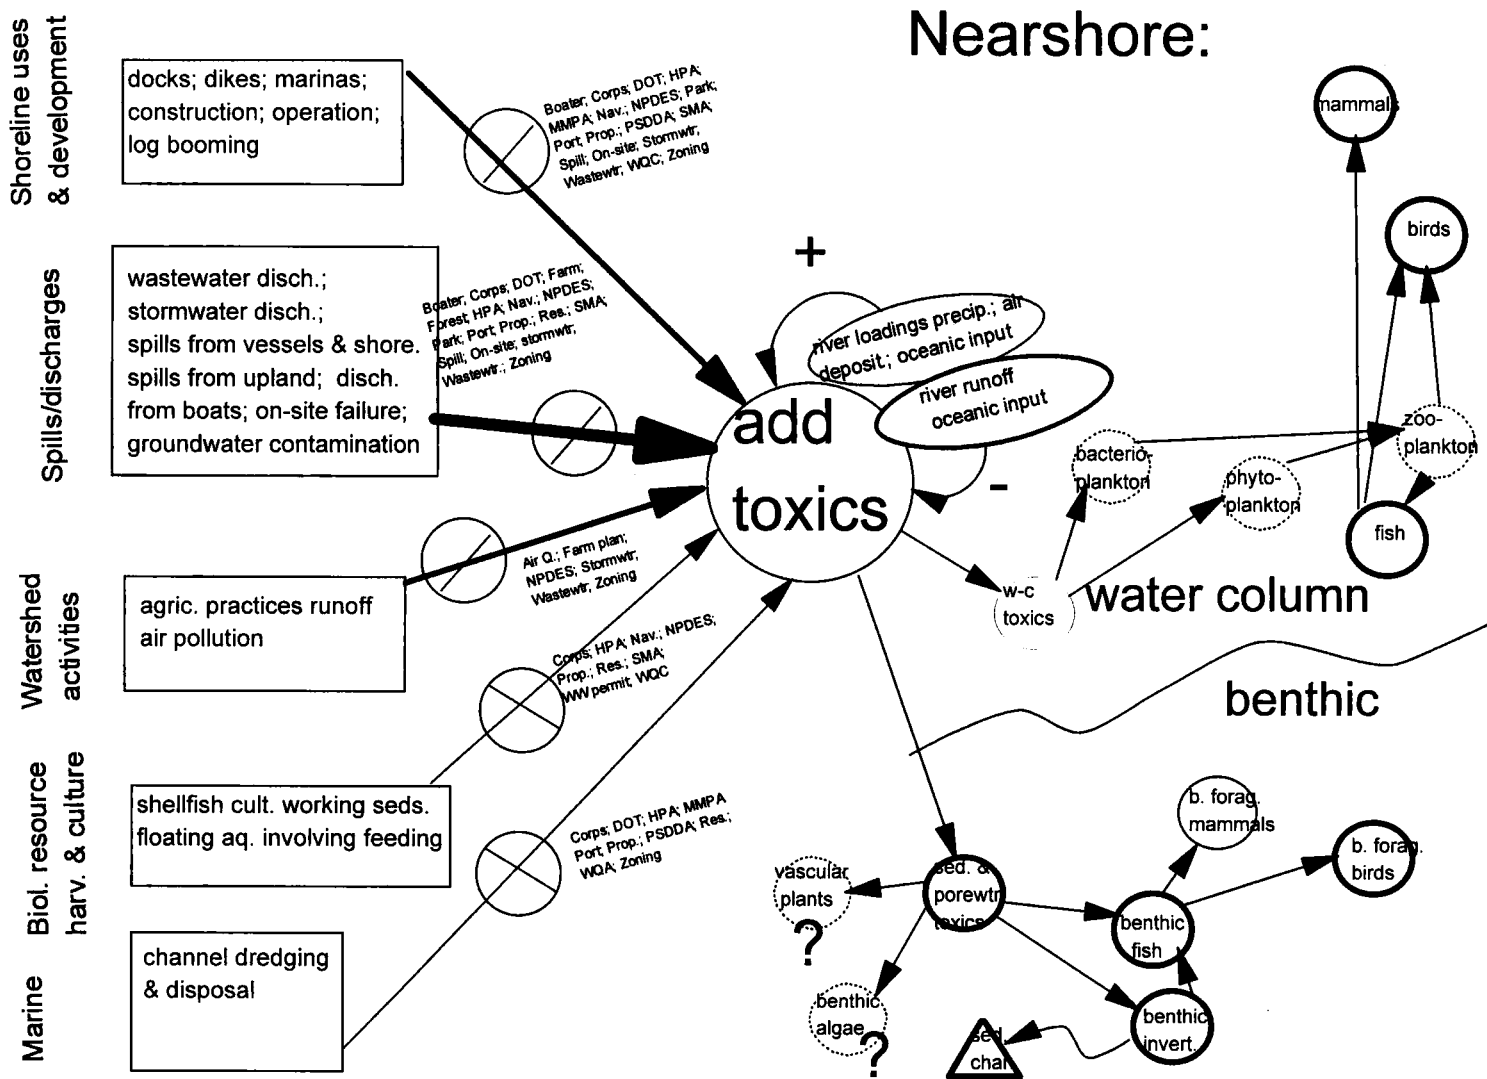 Nearshore:
Shoreline uses
& development
docks; dikes; marinas;
construction; operation;
log booming
Boater; Corps; DOT; HPA;
MMPA; Nav.; NPDES; Park;
Port; Prop.; PSDDA; SMA;
Spill; On-site; Stormwtr;
Wastewtr; WQC; Zoning
mammals
birds
Spills/discharges
wastewater disch.;
stormwater disch.;
spills from vessels & shore.
spills from upland; disch.
from boats; on-site failure;
groundwater contamination
Boater; Corps; DOT; Farm;
Forest; HPA; Nav.; NPDES;
Park; Port; Prop.; Res.; SMA;
Spill; On-site; stormwtr;
Wastewtr.; Zoning
+
river loadings precip.; air
deposit.; oceanic input
river runoff
oceanic input
add
toxics
-
bacterio-
plankton
phyto-
plankton
zoo-
plankton
fish
Watershed
activities
agric. practices runoff
air pollution
Air Q.; Farm plan;
NPDES; Stormwtr;
Wastewtr; Zoning
w-c
toxics
water column
benthic
Corps; HPA; Nav.; NPDES;
Prop.; Res.; SMA;
WW permit; WQC
Biol. resource
harv. & culture
shellfish cult. working seds.
floating aq. involving feeding
Corps; DOT; HPA; MMPA
Port; Prop.; PSDDA; Res.;
WQA; Zoning
Marine
channel dredging
& disposal
vascular
plants
?
benthic
algae
?
sed. &
porewtr
toxics
b. forag.
mammals
b. forag.
birds
benthic
fish
benthic
invert.
sed.
char